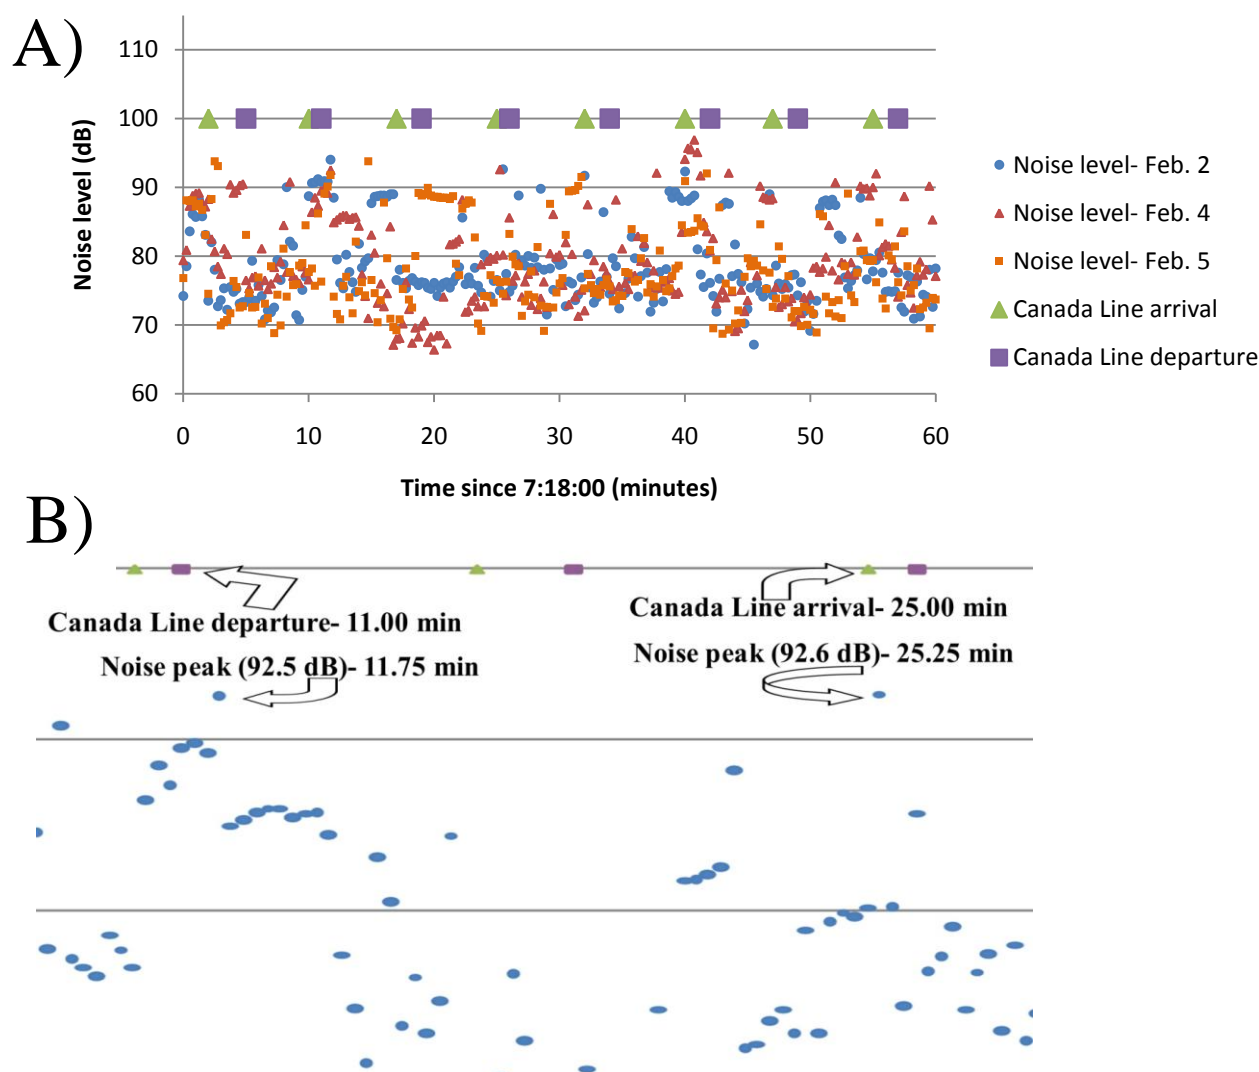 A)
Noise level (dB)
110
100
90
80
70
60
0 10 20 30 40 50 60
Time since 7:18:00 (minutes)
Noise level- Feb. 2
Noise level- Feb. 4
Noise level- Feb. 5
Canada Line arrival
Canada Line departure
B)
Canada Line departure- 11.00 min
Noise peak (92.5 dB)- 11.75 min
Canada Line arrival- 25.00 min
Noise peak (92.6 dB)- 25.25 min